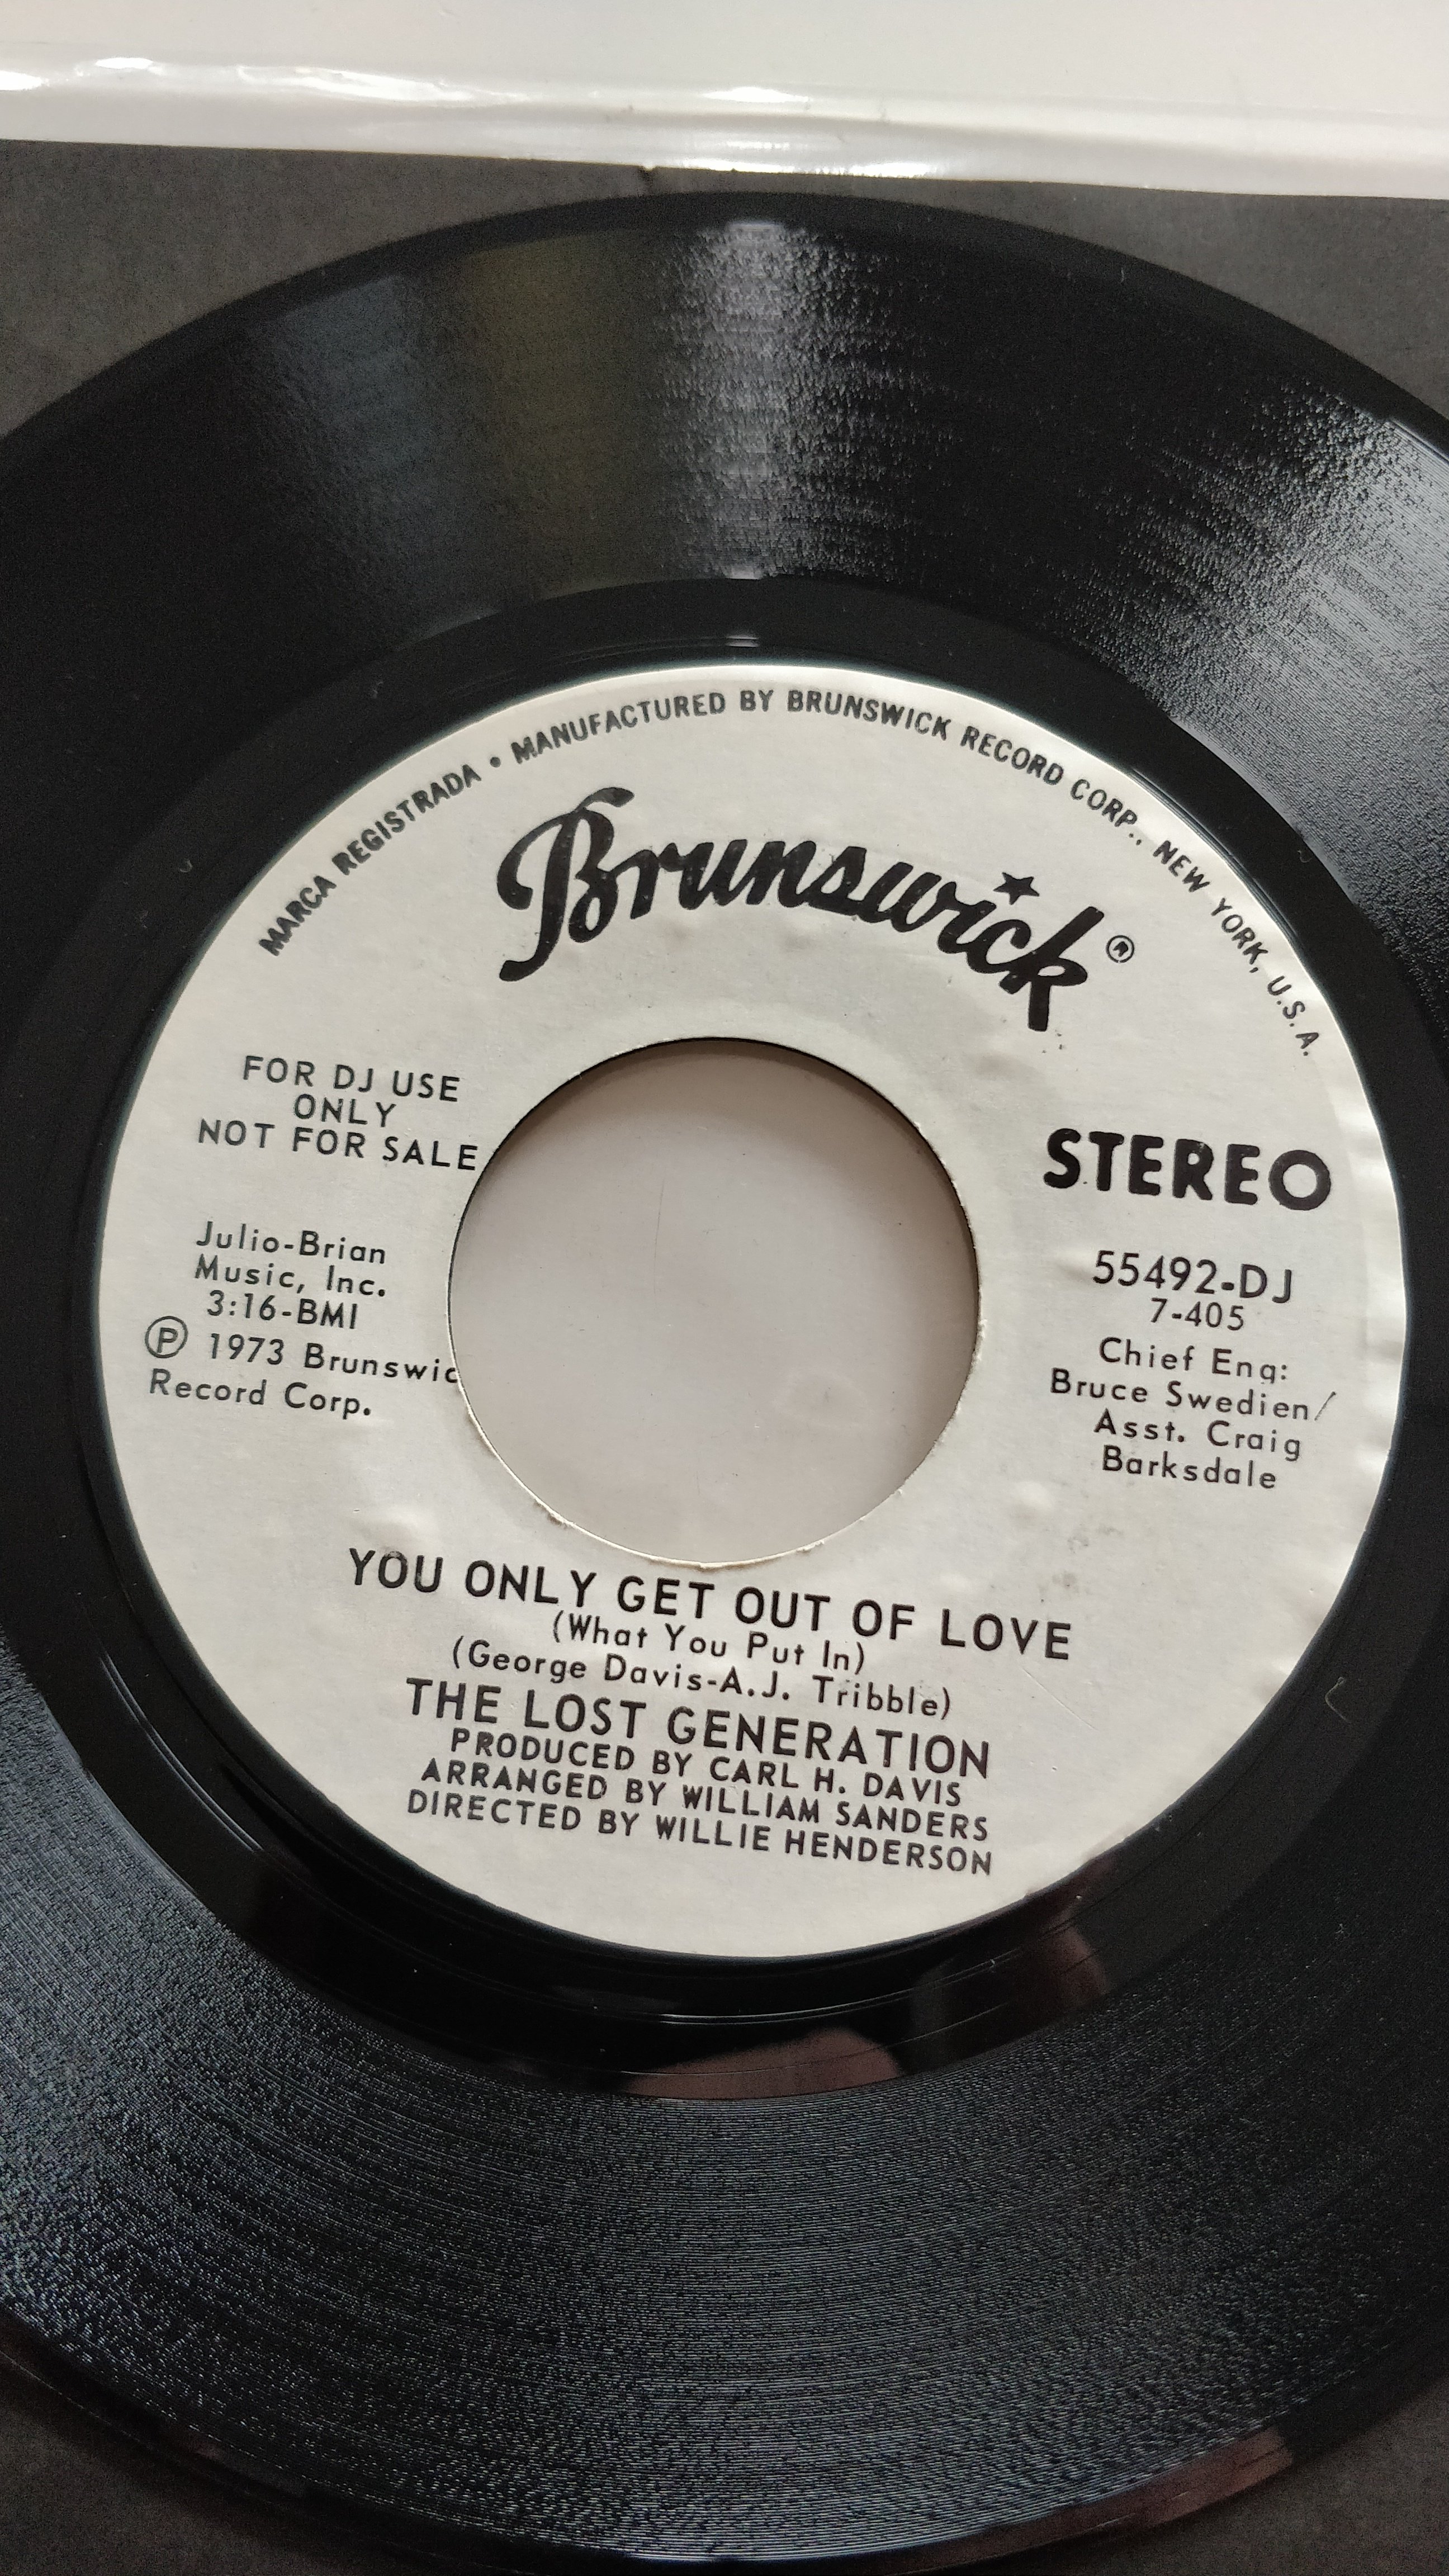 MARCA REGISTRADA • MANUFACTURED BY BRUNSWICK RECORD CORP., NEW YORK, U.S.A.
Brunswick ®
FOR DJ USE
ONLY
NOT FOR SALE
STEREO
Julio-Brian
Music, Inc.
3:16-BMI
Ⓟ 1973 Brunswic
Record Corp.
55492-DJ
7-405
Chief Eng:
Bruce Swedien/
Asst. Craig
Barksdale
YOU ONLY GET OUT OF LOVE
(What You Put In)
(George Davis-A.J. Tribble)
THE LOST GENERATION
PRODUCED BY CARL H. DAVIS
ARRANGED BY WILLIAM SANDERS
DIRECTED BY WILLIE HENDERSON